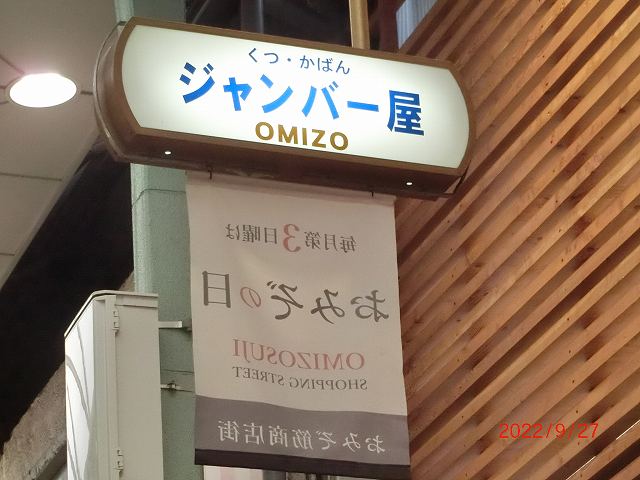 くつ・かばん
ジャンバー屋
OMIZO
毎月第3日曜は
おみぞの日
OMIZOSUJI
SHOPPING STREET
おみぞ筋商店街
2022/9/27